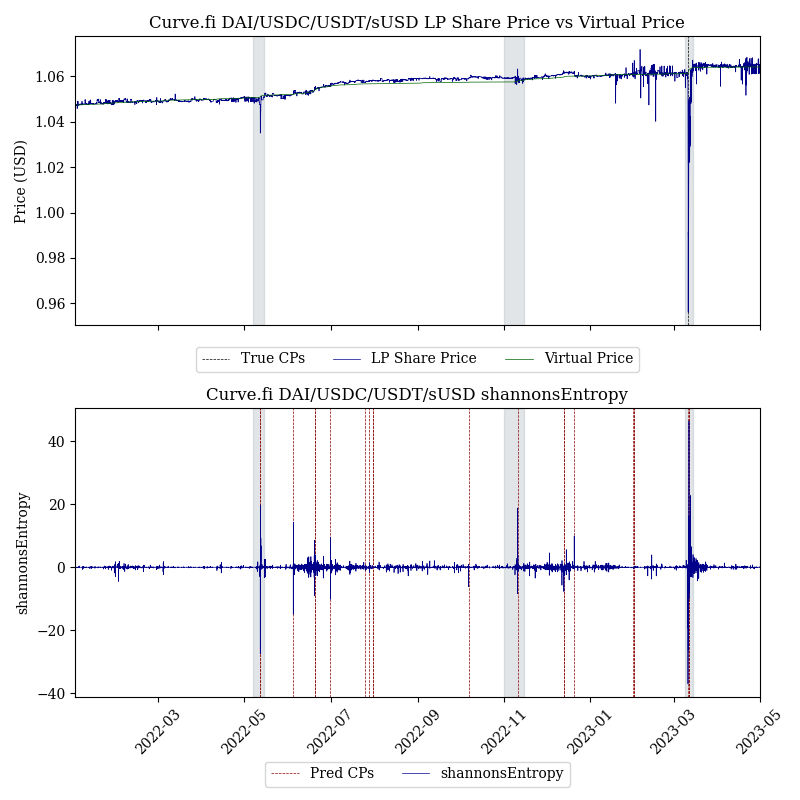 Curve.fi DAI/USDC/USDT/sUSD LP Share Price vs Virtual Price
Price (USD)
1.06
1.04
1.02
1.00
0.98
0.96
True CPs
LP Share Price
Virtual Price
Curve.fi DAI/USDC/USDT/sUSD shannonsEntropy
shannonsEntropy
40
20
0
−20
−40
2022-03
2022-05
2022-07
2022-09
2022-11
2023-01
2023-03
2023-05
Pred CPs
shannonsEntropy